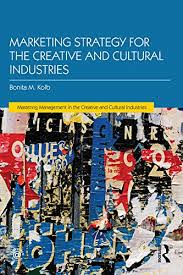 MARKETING STRATEGY FOR
THE CREATIVE AND CULTURAL
INDUSTRIES
Bonita M. Kolb
Mastering Management in the Creative and Cultural Industries